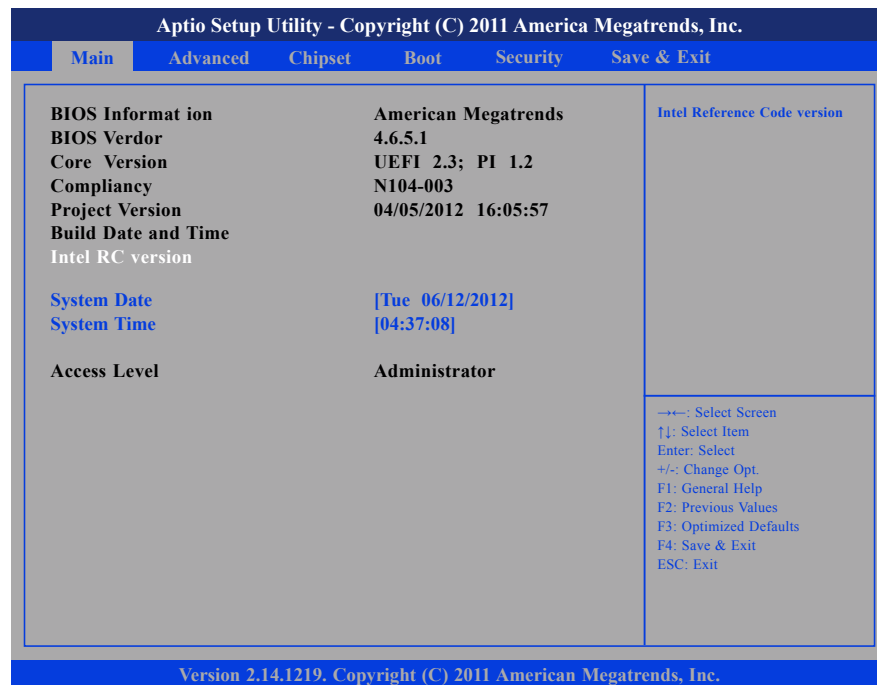 Aptio Setup Utility - Copyright (C) 2011 America Megatrends, Inc.
Main Advanced Chipset Boot Security Save & Exit
BIOS Informat ion American Megatrends
BIOS Verdor 4.6.5.1
Core Version UEFI 2.3; PI 1.2
Compliancy N104-003
Project Version 04/05/2012 16:05:57
Build Date and Time
Intel RC version
System Date [Tue 06/12/2012]
System Time [04:37:08]
Access Level Administrator
Intel Reference Code version
→←: Select Screen
↑↓: Select Item
Enter: Select
+/-: Change Opt.
F1: General Help
F2: Previous Values
F3: Optimized Defaults
F4: Save & Exit
ESC: Exit
Version 2.14.1219. Copyright (C) 2011 American Megatrends, Inc.